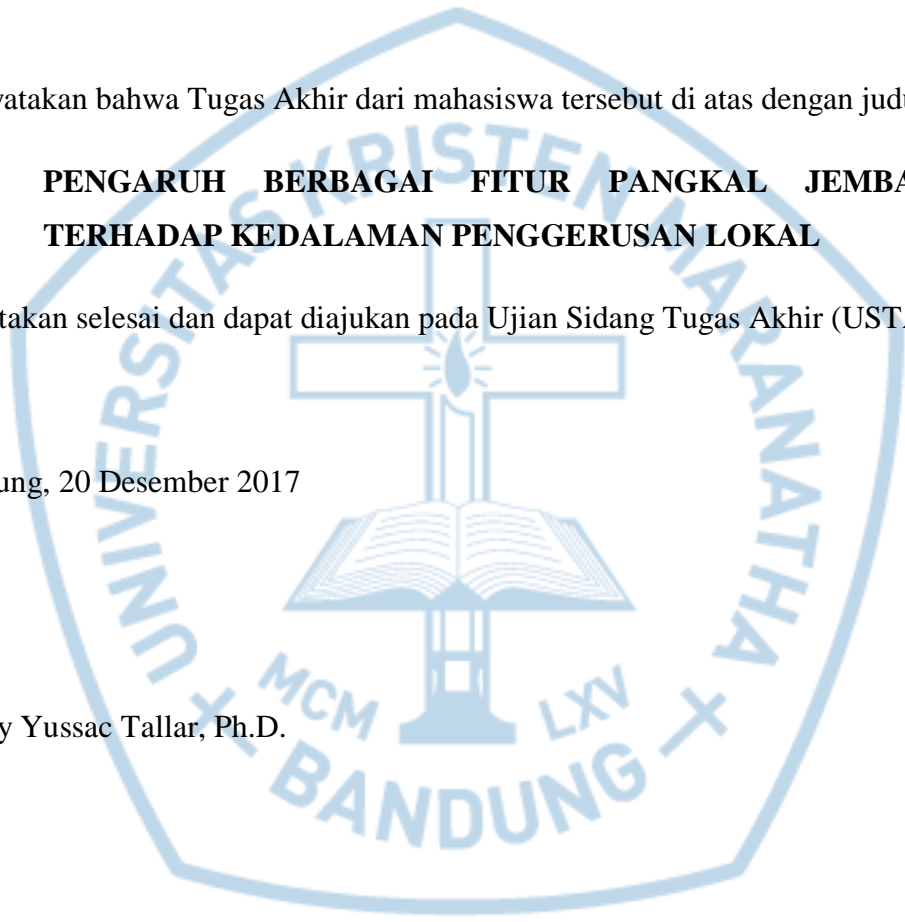 yatakan bahwa Tugas Akhir dari mahasiswa tersebut di atas dengan judu
PENGARUH BERBAGAI FITUR PANGKAL JEMBA
TERHADAP KEDALAMAN PENGGERUSAN LOKAL
takan selesai dan dapat diajukan pada Ujian Sidang Tugas Akhir (UST
ung, 20 Desember 2017
y Yussac Tallar, Ph.D.
UNIVERSITAS KRISTEN MARANATHA
MCM LXV
BANDUNG